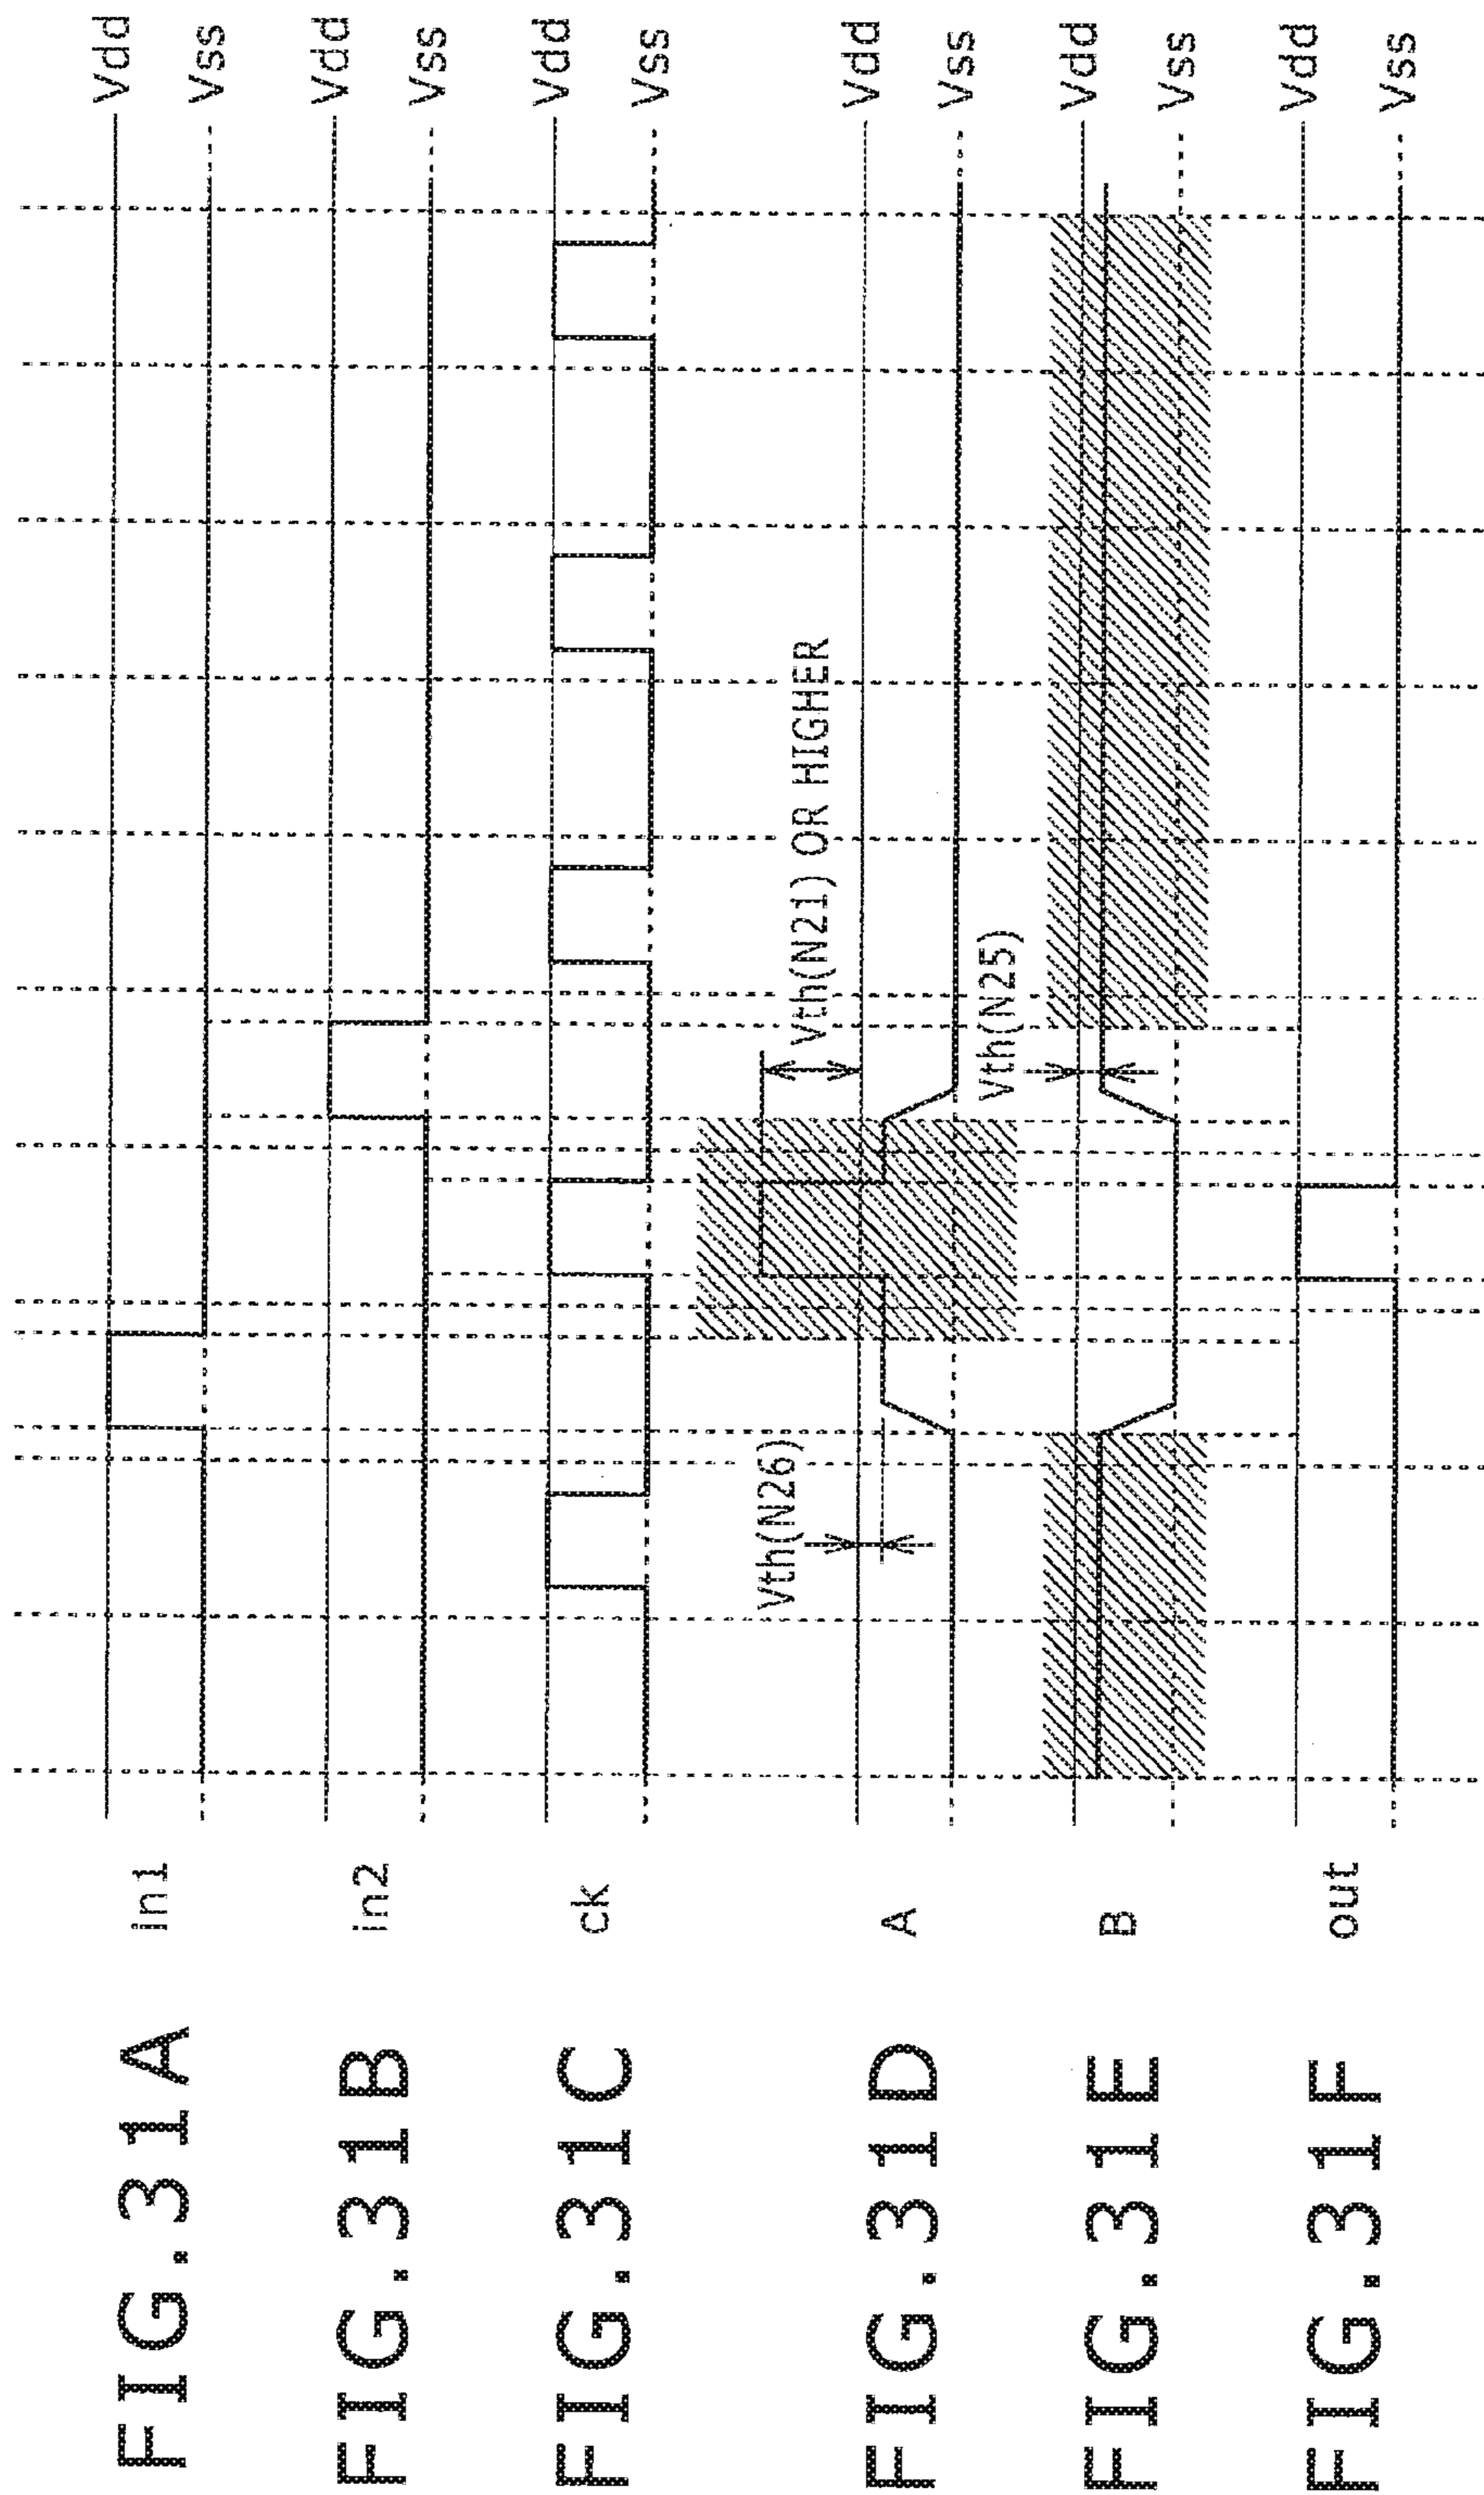 FIG.31A in1 Vdd
Vss
FIG.31B in2 Vdd
Vss
FIG.31C ck Vdd
Vss
Vth(N26) Vth(N21) OR HIGHER
FIG.31D A Vdd
Vss
Vth(N25)
FIG.31E B Vdd
Vss
FIG.31F out Vdd
Vss